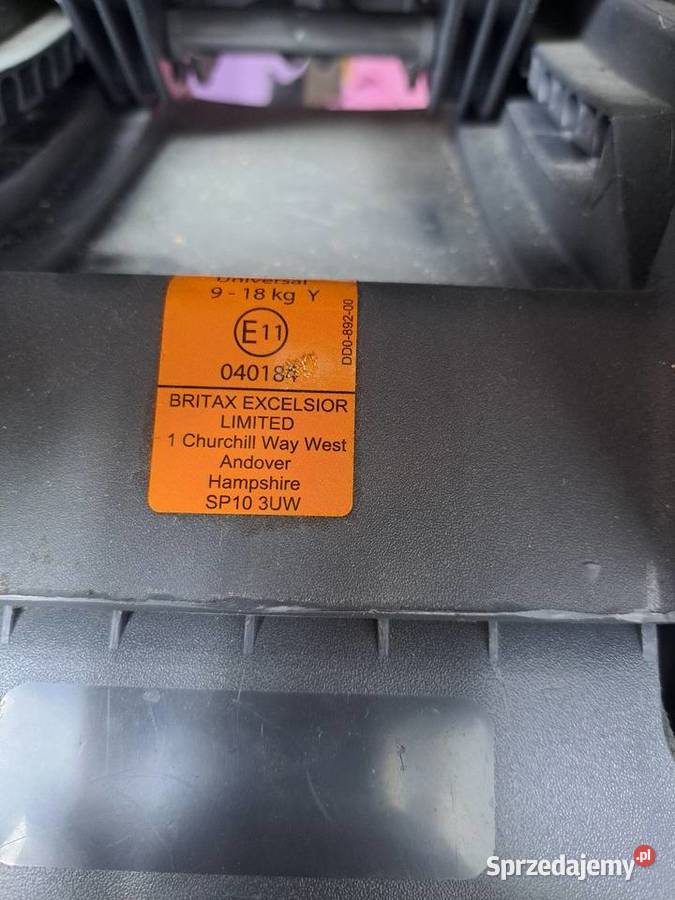 Universal
9 - 18 kg Y
E11
DD0-892-00
BRITAX EXCELSIOR
LIMITED
1 Churchill Way West
Andover
Hampshire
SP10 3UW
Sprzedajemy.pl